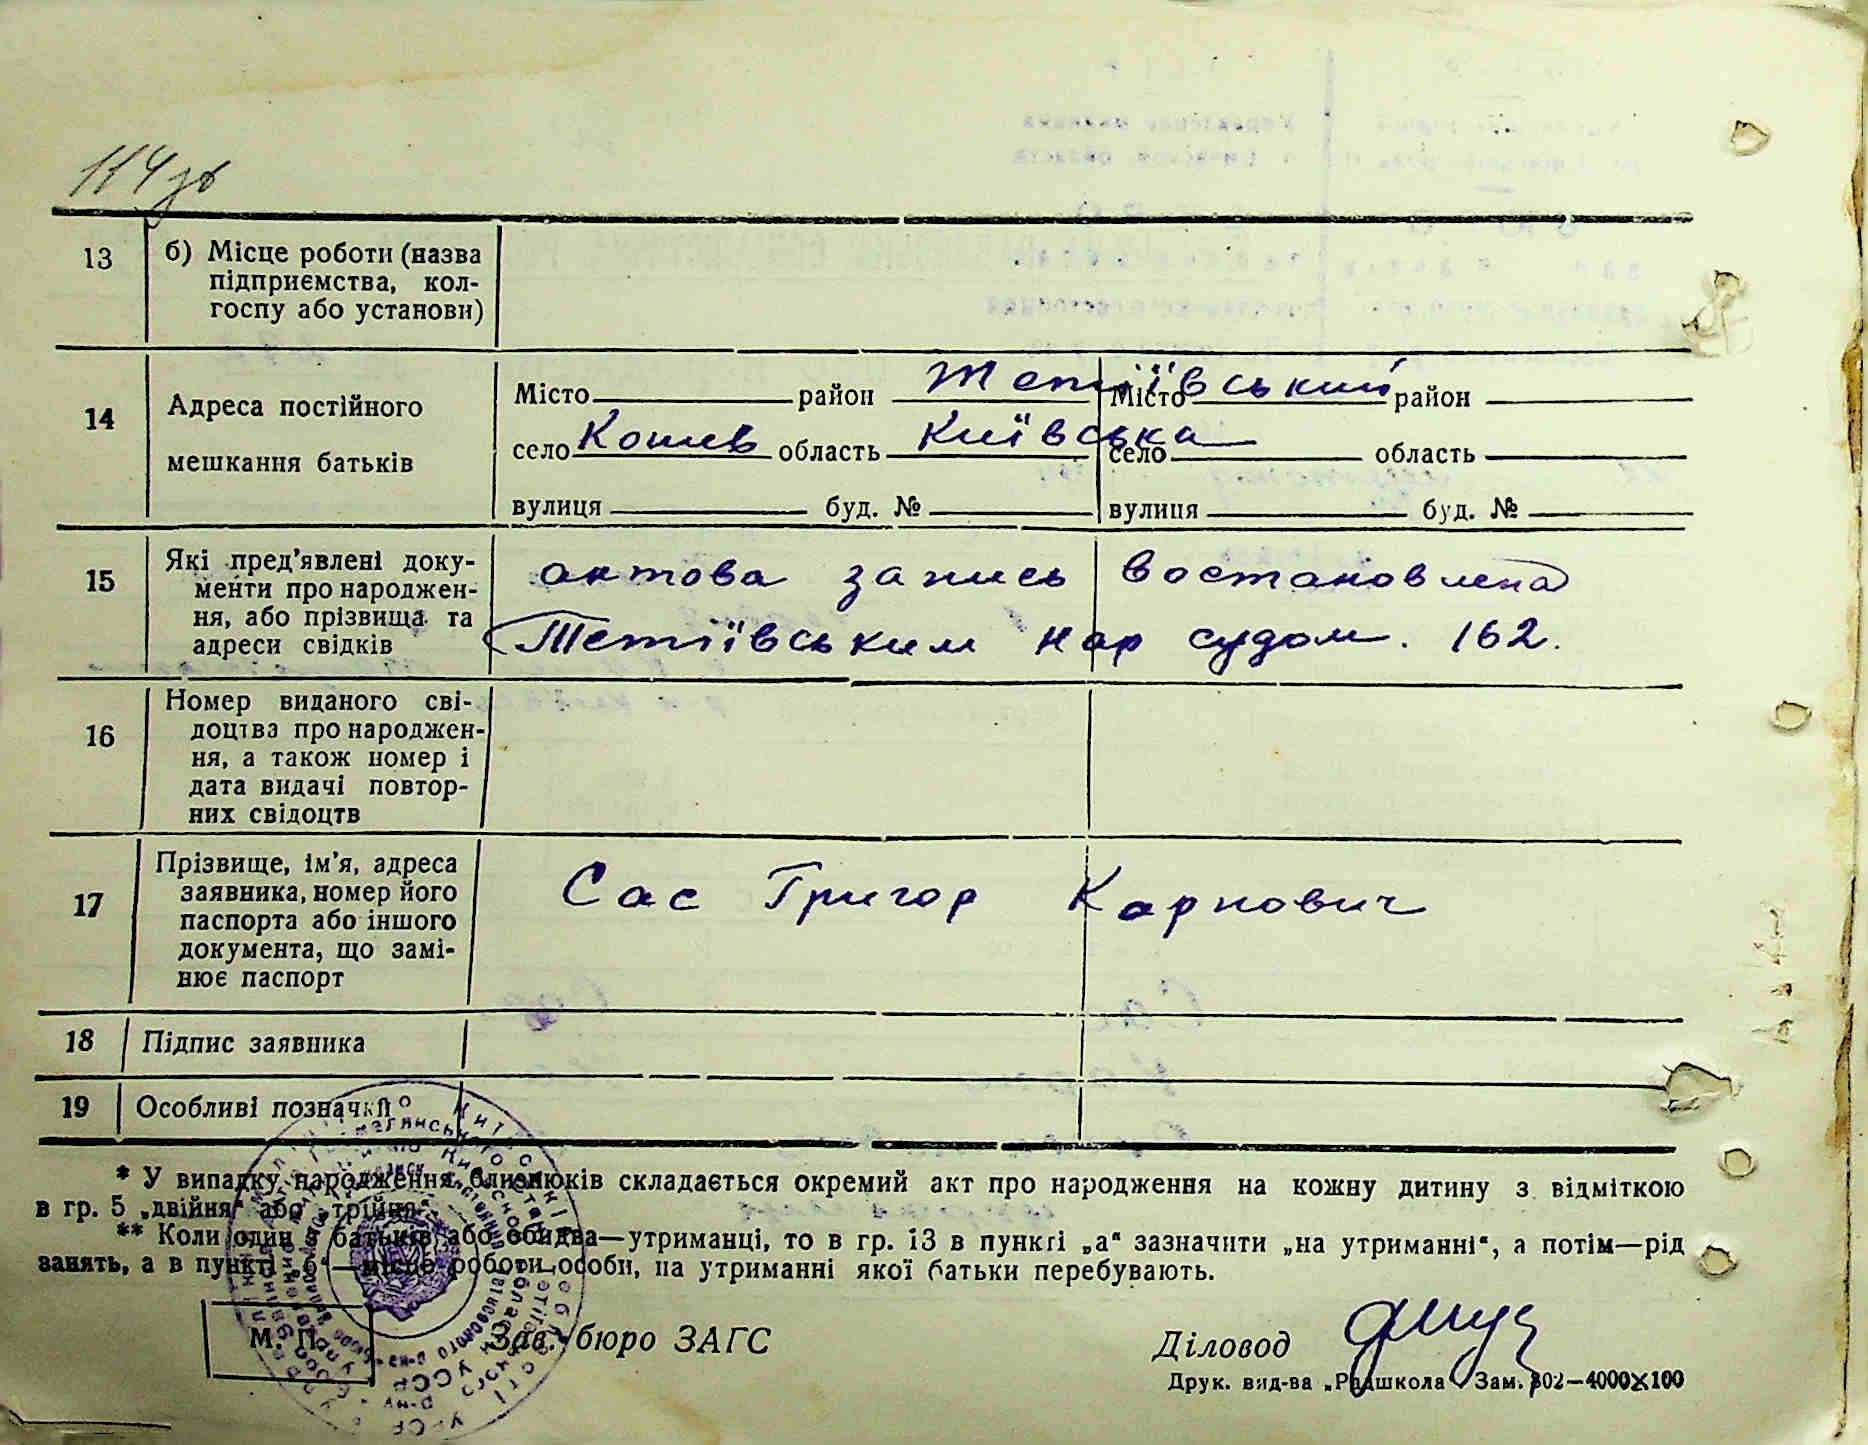 114 зв
13 б) Місце роботи (назва
підприємства, кол-
госпу або установи)
14 Адреса постійного
мешкання батьків
Місто район Тетіївський Місто район
село Кошев область Київська село область
вулиця буд. № вулиця буд. №
15 Які пред'явлені доку-
менти про народжен-
ня, або прізвища та
адреси свідків
актова запись востановлена
Тетіївським нар судом. 162.
16 Номер виданого сві-
доцтва про народжен-
ня, а також номер і
дата видачі повтор-
них свідоцтв
17 Прізвище, ім'я, адреса
заявника, номер його
паспорта або іншого
документа, що замі-
нює паспорт
Сас Григор Карпович
18 Підпис заявника
19 Особливі позначки
* У випадку народження близнюків складається окремий акт про народження на кожну дитину з відміткою
в гр. 5 „двійня“ або „трійня“.
** Коли один з батьків або обидва—утриманці, то в гр. 13 в пункті „а“ зазначити „на утриманні“, а потім—рід
занять, а в пункті „б“—місце роботи особи, на утриманні якої батьки перебувають.
М. П. Зав. бюро ЗАГС Діловод
Друк. вид-ва „Радшкола“. Зам. 802—4000×100